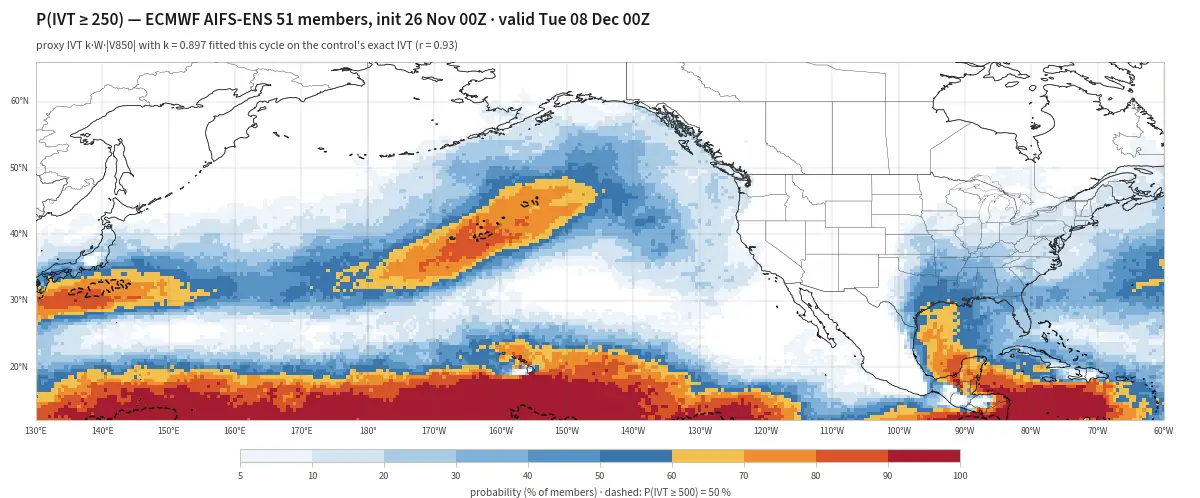 P(IVT ≥ 250) — ECMWF AIFS-ENS 51 members, init 26 Nov 00Z · valid Tue 08 Dec 00Z
proxy IVT k·W·|V850| with k = 0.897 fitted this cycle on the control's exact IVT (r = 0.93)
60°N
50°N
40°N
30°N
20°N
130°E 140°E 150°E 160°E 170°E 180° 170°W 160°W 150°W 140°W 130°W 120°W 110°W 100°W 90°W 80°W 70°W 60°W
5 10 20 30 40 50 60 70 80 90 100
probability (% of members) · dashed: P(IVT ≥ 500) = 50 %